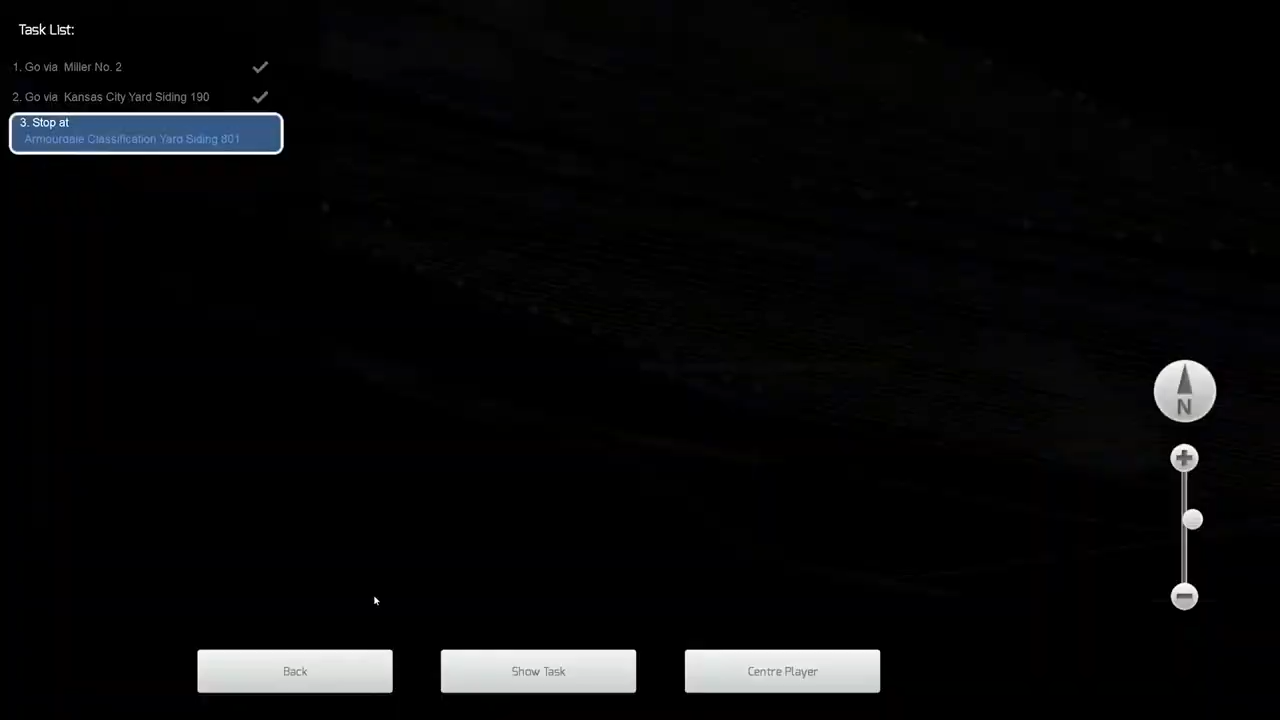 Task List:
1. Go via Miller No. 2
2. Go via Kansas City Yard Siding 190
3. Stop at
Armourdale Classification Yard Siding 801
N
Back
Show Task
Centre Player